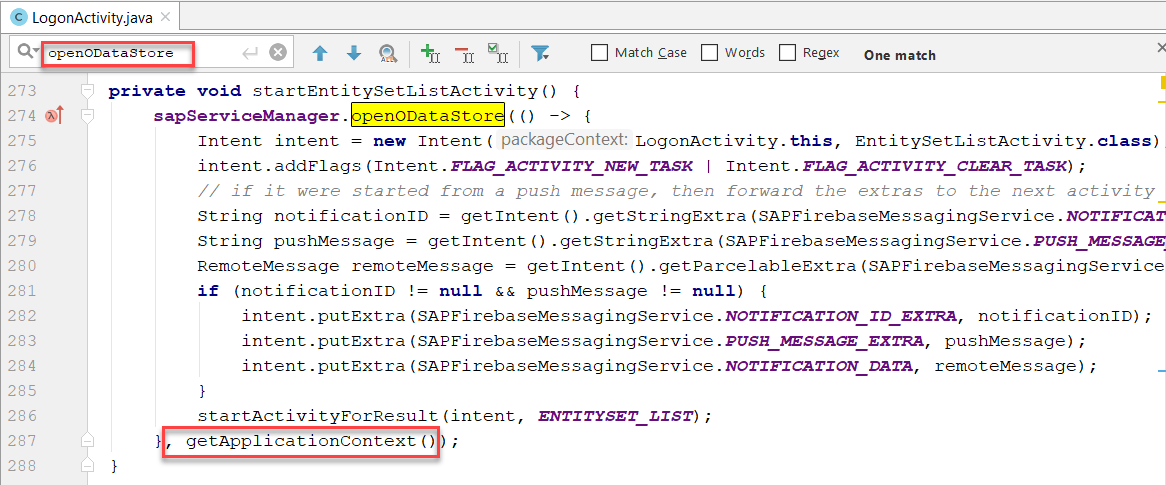 LogonActivity.java
openODataStore Match Case Words Regex One match
273 private void startEntitySetListActivity() {
274 sapServiceManager.openODataStore(() -> {
275 Intent intent = new Intent( packageContext: LogonActivity.this, EntitySetListActivity.class)
276 intent.addFlags(Intent.FLAG_ACTIVITY_NEW_TASK | Intent.FLAG_ACTIVITY_CLEAR_TASK);
277 // if it were started from a push message, then forward the extras to the next activity
278 String notificationID = getIntent().getStringExtra(SAPFirebaseMessagingService.NOTIFICAT
279 String pushMessage = getIntent().getStringExtra(SAPFirebaseMessagingService.PUSH_MESSAGE_
280 RemoteMessage remoteMessage = getIntent().getParcelableExtra(SAPFirebaseMessagingService
281 if (notificationID != null && pushMessage != null) {
282 intent.putExtra(SAPFirebaseMessagingService.NOTIFICATION_ID_EXTRA, notificationID);
283 intent.putExtra(SAPFirebaseMessagingService.PUSH_MESSAGE_EXTRA, pushMessage);
284 intent.putExtra(SAPFirebaseMessagingService.NOTIFICATION_DATA, remoteMessage);
285 }
286 startActivityForResult(intent, ENTITYSET_LIST);
287 }, getApplicationContext());
288 }